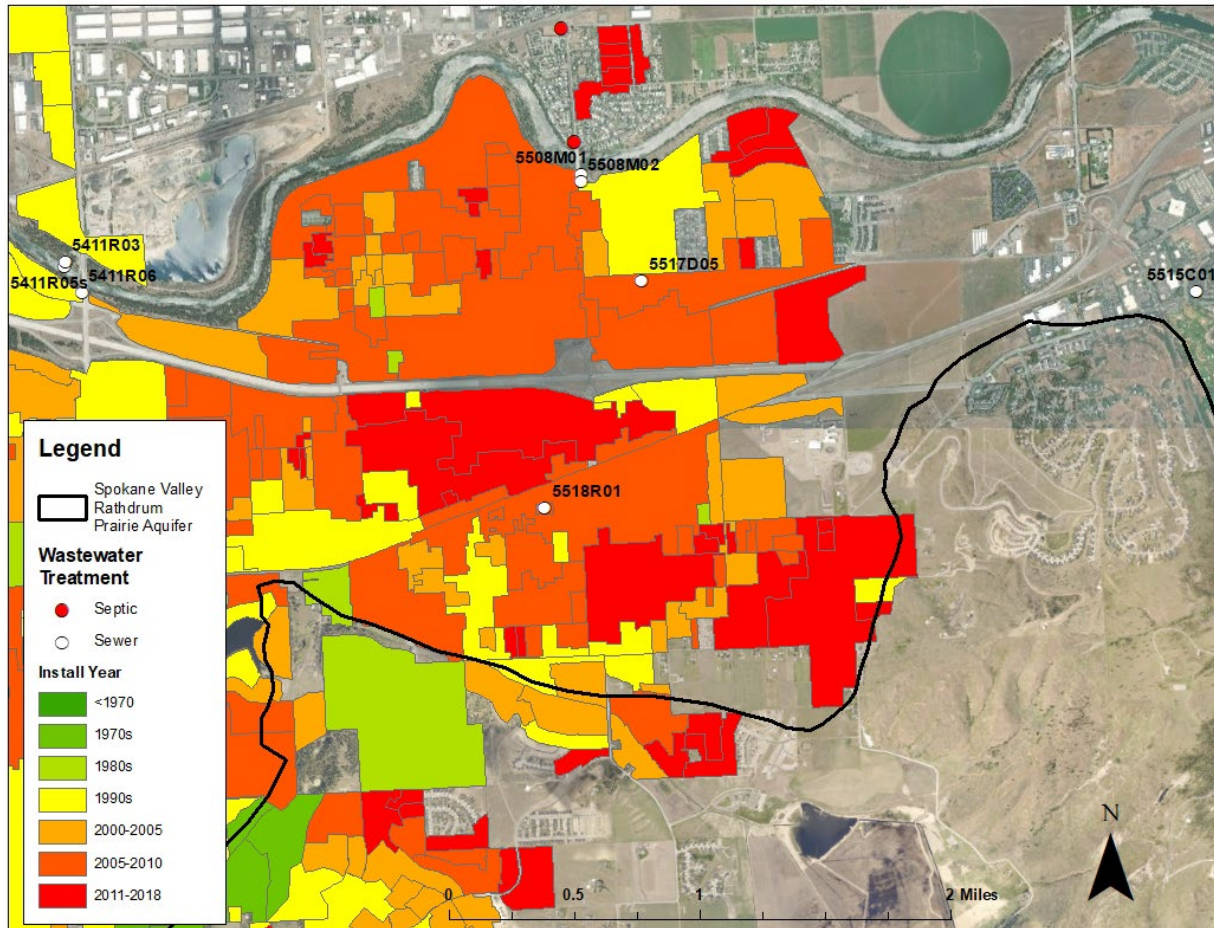 5508M01
5508M02
5411R03
5411R06
5411R05s
5517D05
5515C01
5518R01
Legend
Spokane Valley
Rathdrum
Prairie Aquifer
Wastewater
Treatment
Septic
Sewer
Install Year
<1970
1970s
1980s
1990s
2000-2005
2005-2010
2011-2018
N
0 0.5 1 2 Miles